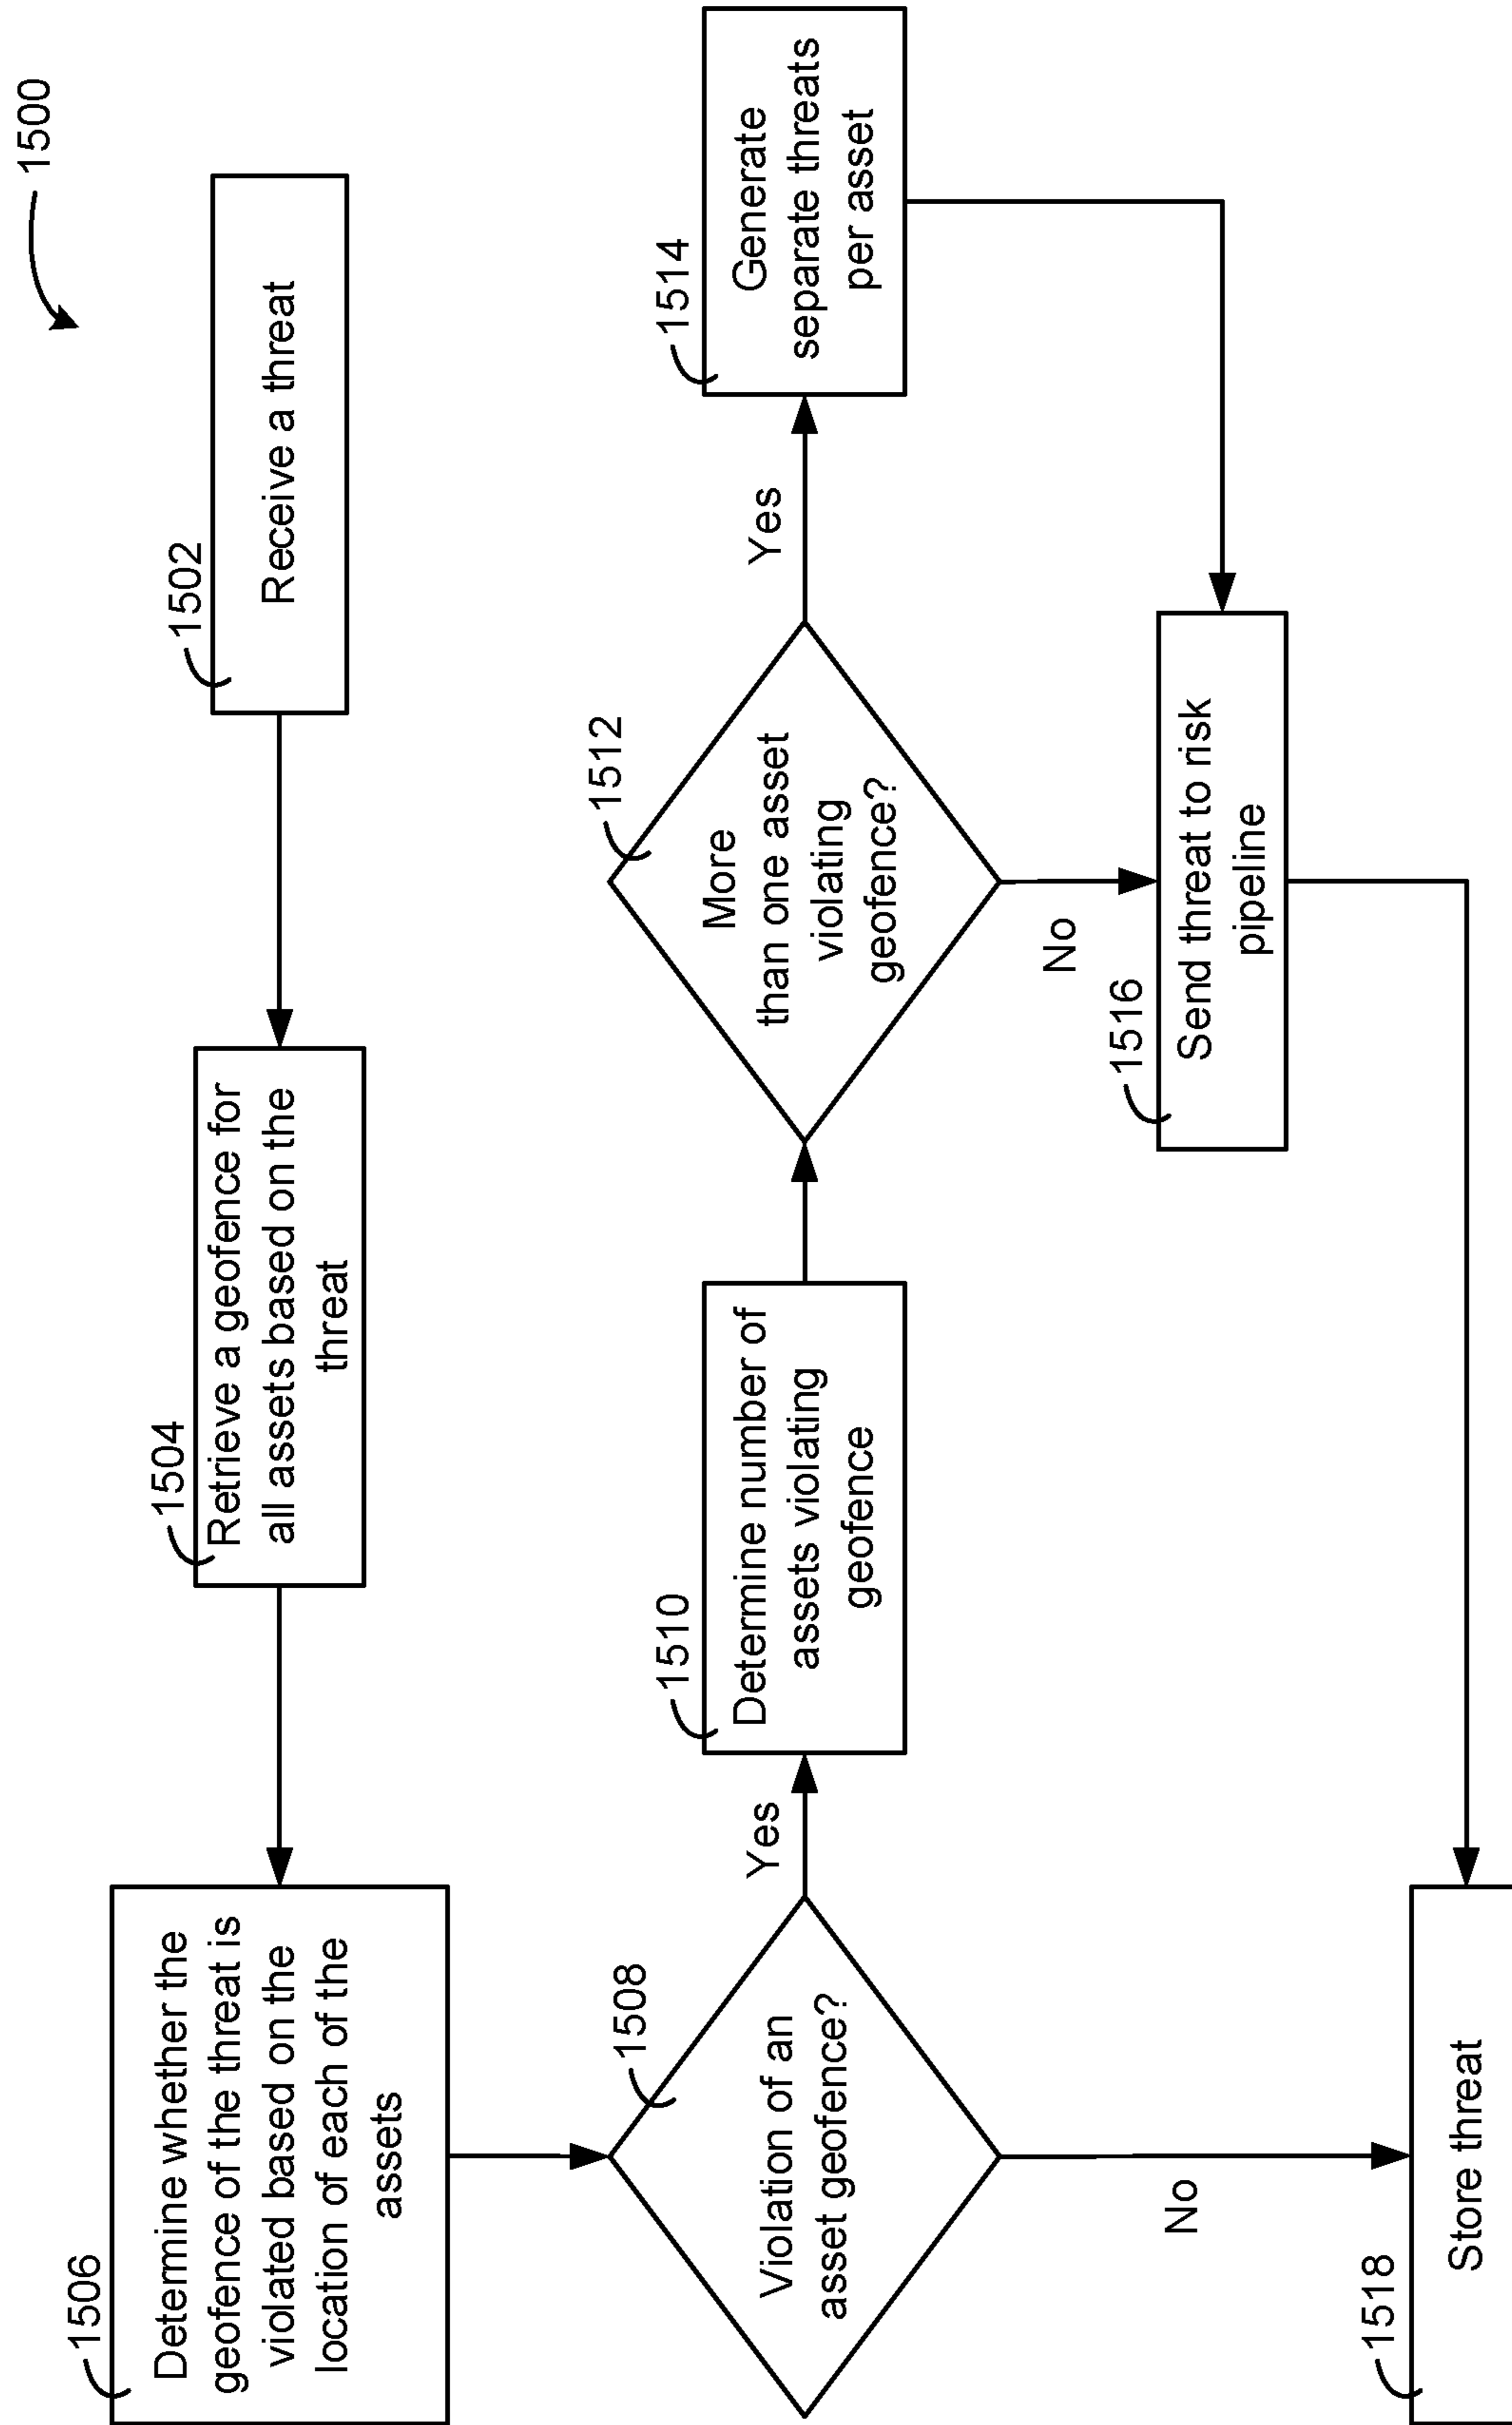 1500
1502
Receive a threat
1504
Retrieve a geofence for
all assets based on the
threat
1506
Determine whether the
geofence of the threat is
violated based on the
location of each of the
assets
1508
Violation of an
asset geofence?
Yes
No
1510
Determine number of
assets violating
geofence
1512
More
than one asset
violating
geofence?
Yes
No
1514
Generate
separate threats
per asset
1516
Send threat to risk
pipeline
1518
Store threat